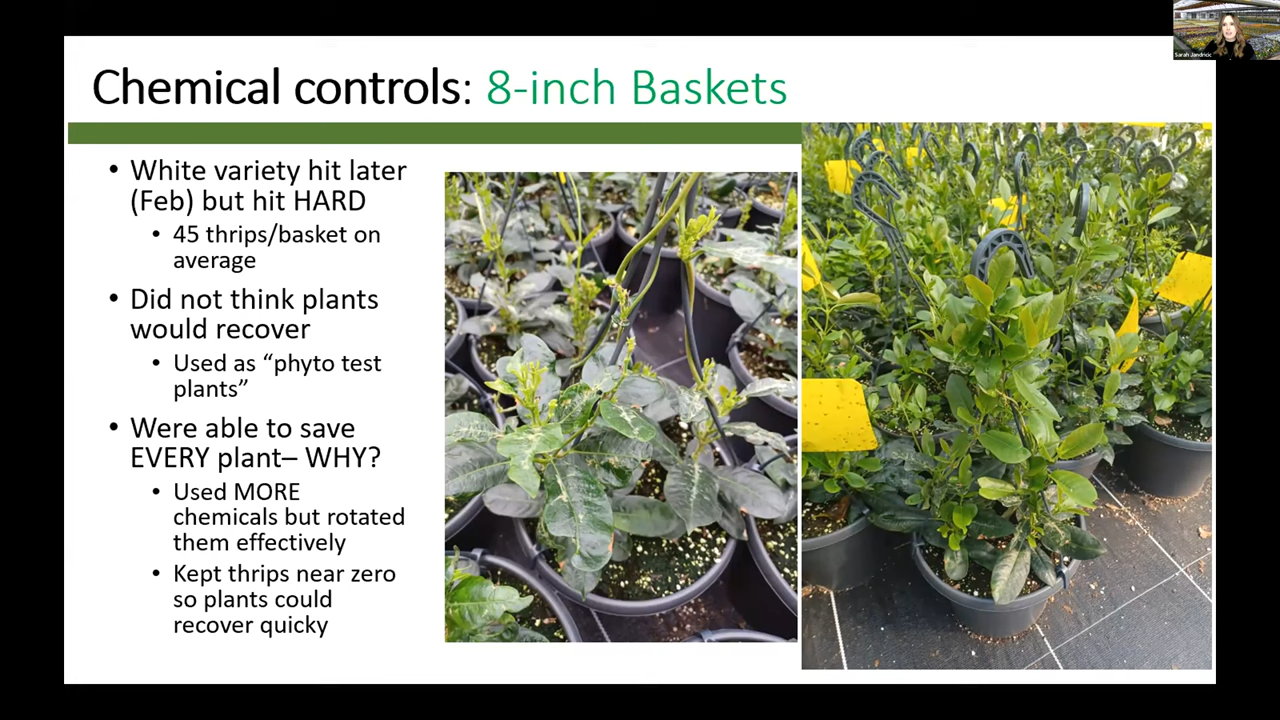 Chemical controls: 8-inch Baskets
Sarah Jandricic
• White variety hit later
(Feb) but hit HARD
• 45 thrips/basket on
average
• Did not think plants
would recover
• Used as “phyto test
plants”
• Were able to save
EVERY plant– WHY?
• Used MORE
chemicals but rotated
them effectively
• Kept thrips near zero
so plants could
recover quicky